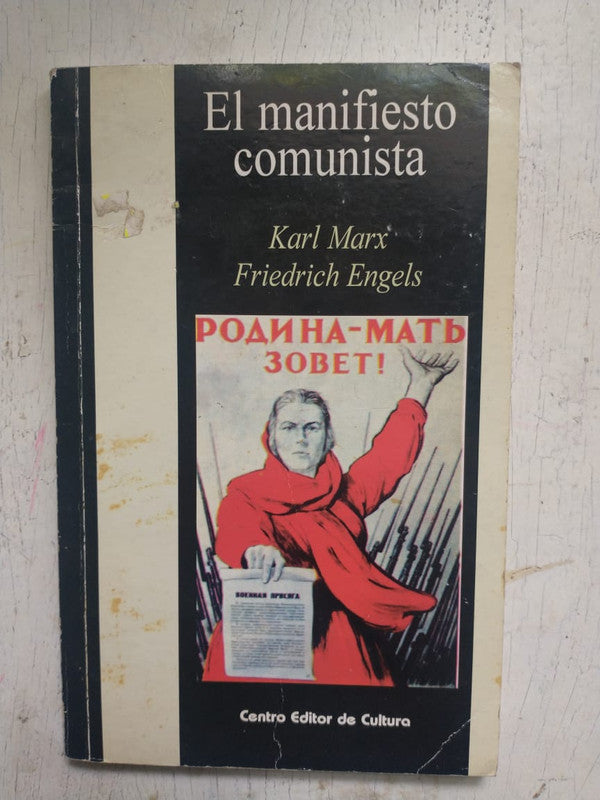 El manifiesto
comunista
Karl Marx
Friedrich Engels
РОДИНА-МАТЬ
ЗОВЕТ!
ВОЕННАЯ ПРИСЯГА
Centro Editor de Cultura